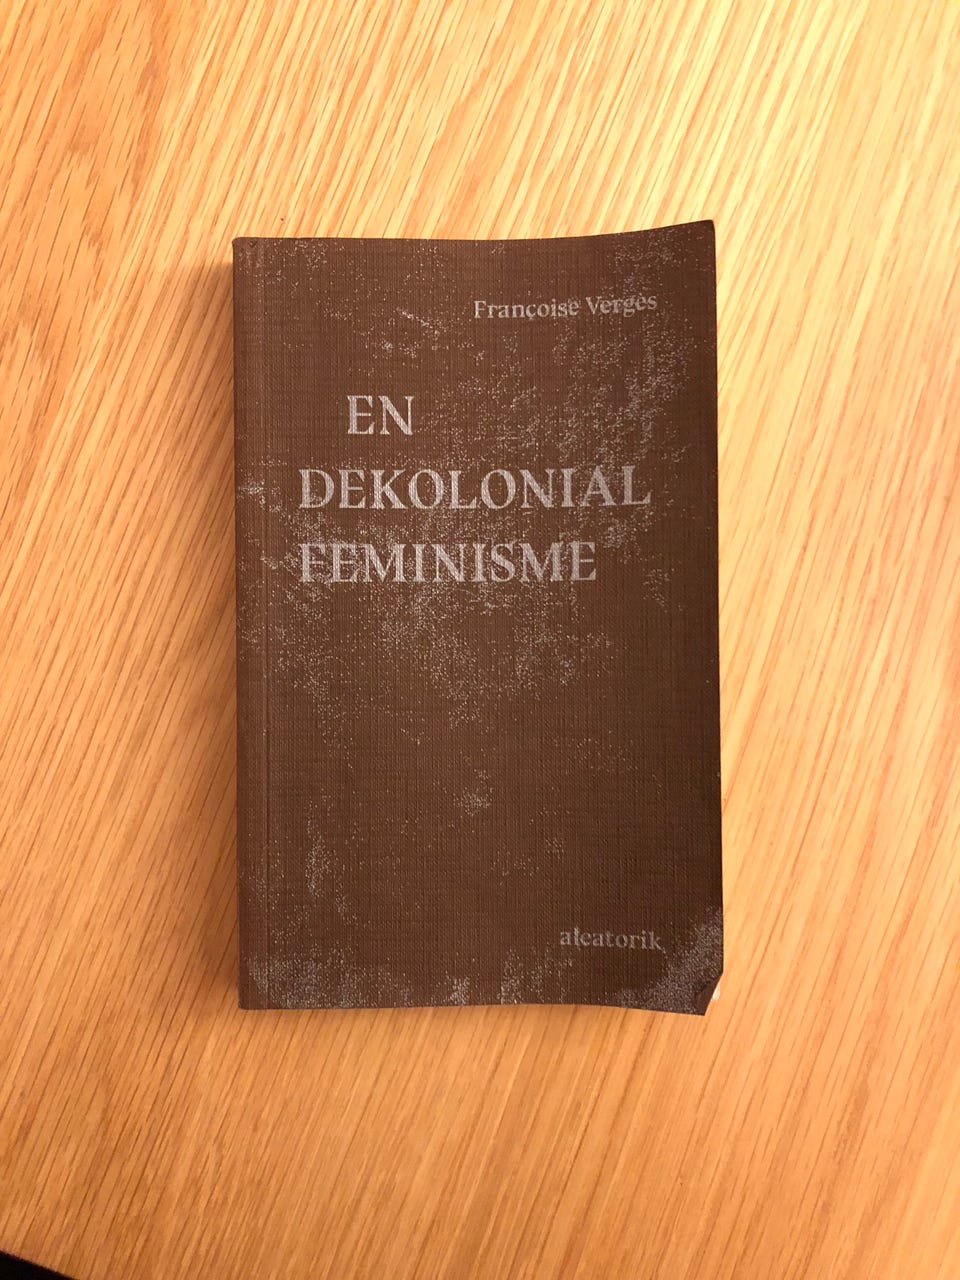 Françoise Vergès
EN
DEKOLONIAL
FEMINISME
aleatorik